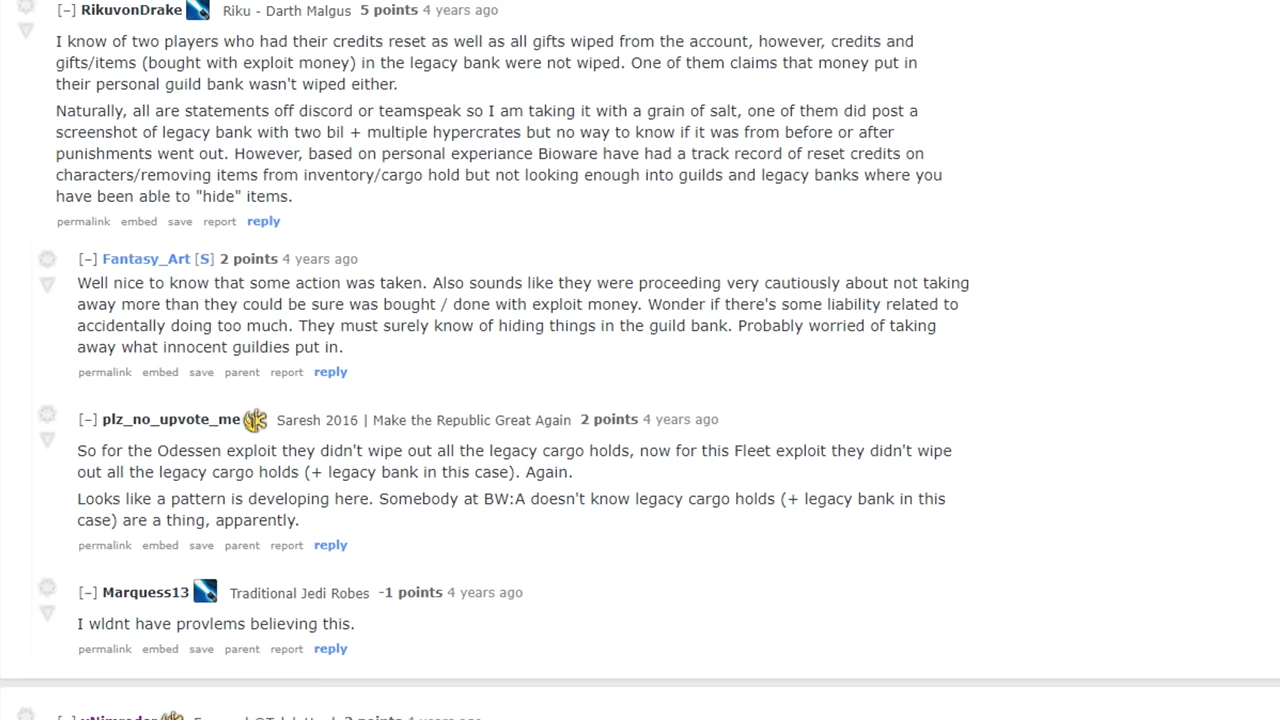 [–] RikuvonDrake Riku - Darth Malgus 5 points 4 years ago
I know of two players who had their credits reset as well as all gifts wiped from the account, however, credits and
gifts/items (bought with exploit money) in the legacy bank were not wiped. One of them claims that money put in
their personal guild bank wasn't wiped either.
Naturally, all are statements off discord or teamspeak so I am taking it with a grain of salt, one of them did post a
screenshot of legacy bank with two bil + multiple hypercrates but no way to know if it was from before or after
punishments went out. However, based on personal experiance Bioware have had a track record of reset credits on
characters/removing items from inventory/cargo hold but not looking enough into guilds and legacy banks where you
have been able to "hide" items.
permalink embed save report reply
[–] Fantasy_Art [S] 2 points 4 years ago
Well nice to know that some action was taken. Also sounds like they were proceeding very cautiously about not taking
away more than they could be sure was bought / done with exploit money. Wonder if there's some liability related to
accidentally doing too much. They must surely know of hiding things in the guild bank. Probably worried of taking
away what innocent guildies put in.
permalink embed save parent report reply
[–] plz_no_upvote_me Saresh 2016 | Make the Republic Great Again 2 points 4 years ago
So for the Odessen exploit they didn't wipe out all the legacy cargo holds, now for this Fleet exploit they didn't wipe
out all the legacy cargo holds (+ legacy bank in this case). Again.
Looks like a pattern is developing here. Somebody at BW:A doesn't know legacy cargo holds (+ legacy bank in this
case) are a thing, apparently.
permalink embed save parent report reply
[–] Marquess13 Traditional Jedi Robes -1 points 4 years ago
I wldnt have provlems believing this.
permalink embed save parent report reply